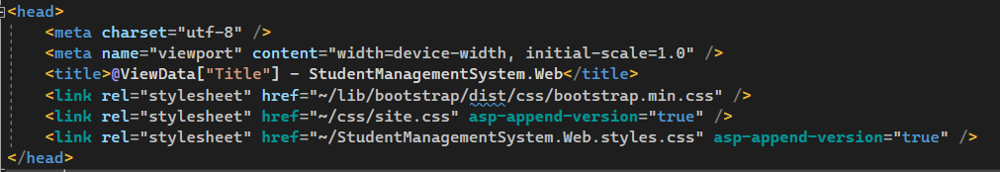 <head>
<meta charset="utf-8" />
<meta name="viewport" content="width=device-width, initial-scale=1.0" />
<title>@ViewData["Title"] - StudentManagementSystem.Web</title>
<link rel="stylesheet" href="~/lib/bootstrap/dist/css/bootstrap.min.css" />
<link rel="stylesheet" href="~/css/site.css" asp-append-version="true" />
<link rel="stylesheet" href="~/StudentManagementSystem.Web.styles.css" asp-append-version="true" />
</head>